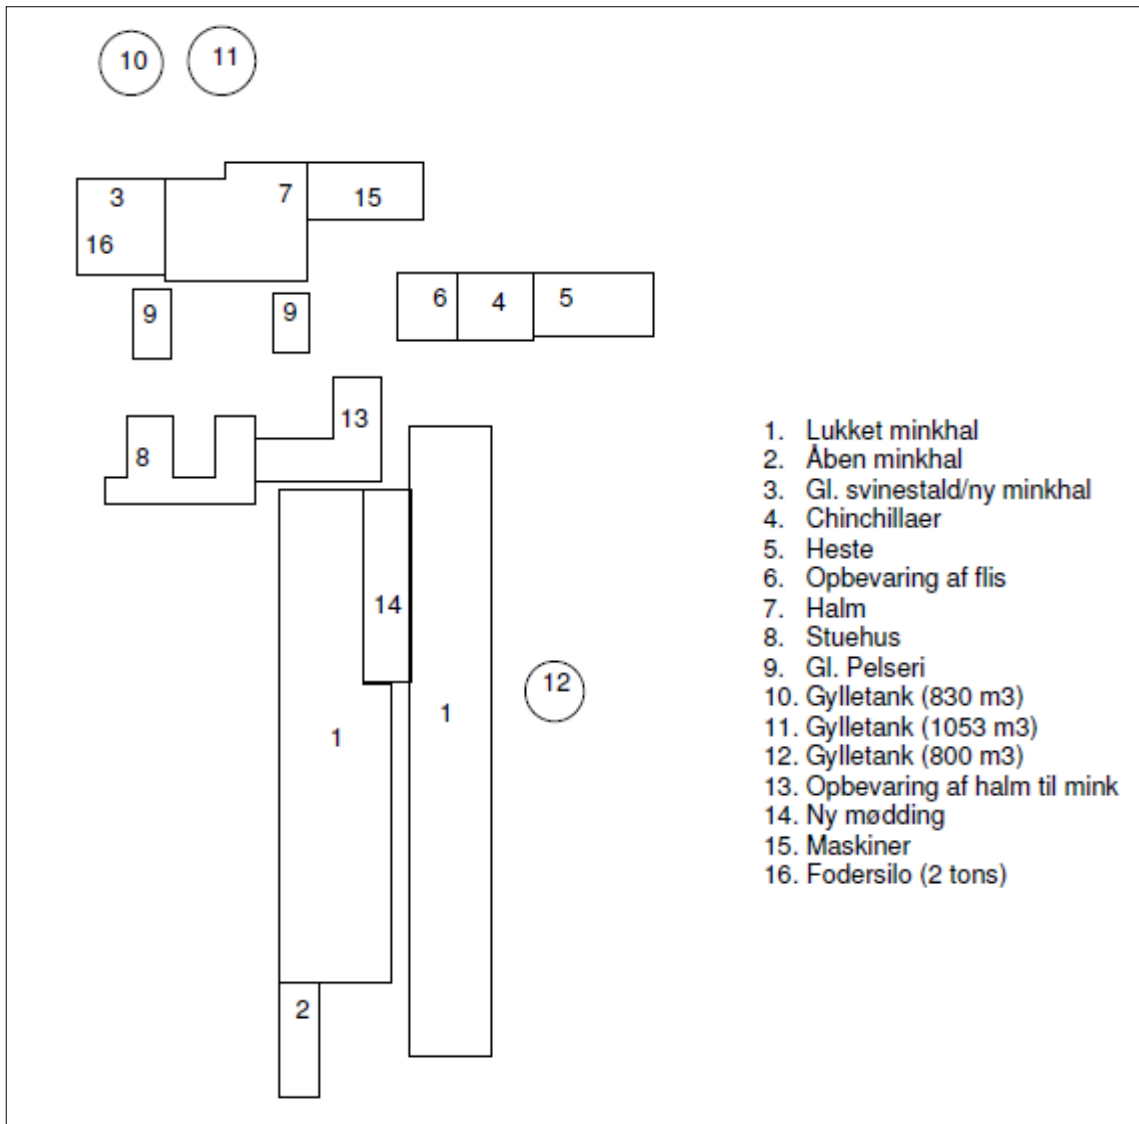 10 11
3 7 15
16
6 4 5
9 9
13
8
14
12
1 1
2
1. Lukket minkhal
2. Åben minkhal
3. Gl. svinestald/ny minkhal
4. Chinchillaer
5. Heste
6. Opbevaring af flis
7. Halm
8. Stuehus
9. Gl. Pelseri
10. Gylletank (830 m3)
11. Gylletank (1053 m3)
12. Gylletank (800 m3)
13. Opbevaring af halm til mink
14. Ny mødding
15. Maskiner
16. Fodersilo (2 tons)